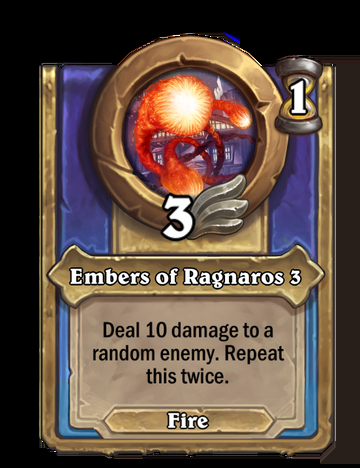 1
3
Embers of Ragnaros 3
Deal 10 damage to a
random enemy. Repeat
this twice.
Fire